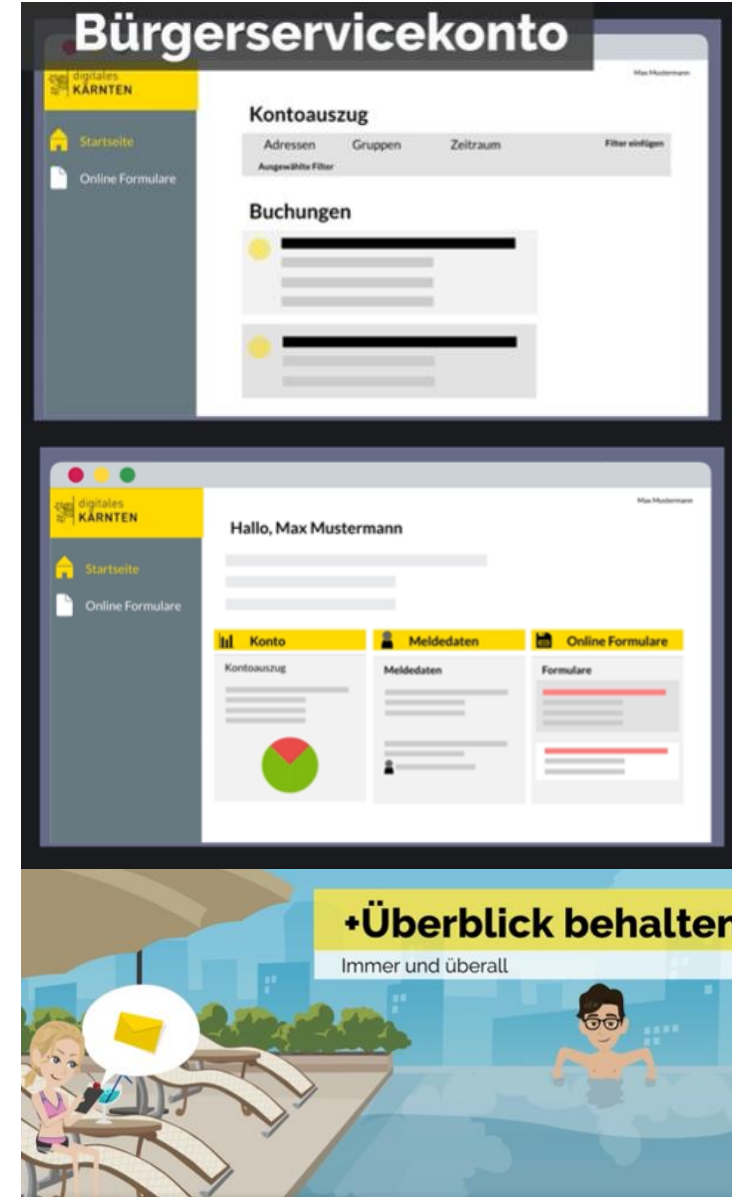 Bürgerservicekonto
digitales
KÄRNTEN
Max Mustermann
Startseite
Online Formulare
Kontoauszug
Adressen Gruppen Zeitraum Filter einfügen
Ausgewählte Filter
Buchungen
digitales
KÄRNTEN
Max Mustermann
Hallo, Max Mustermann
Startseite
Online Formulare
Konto Meldedaten Online Formulare
Kontoauszug Meldedaten Formulare
+Überblick behalten
Immer und überall